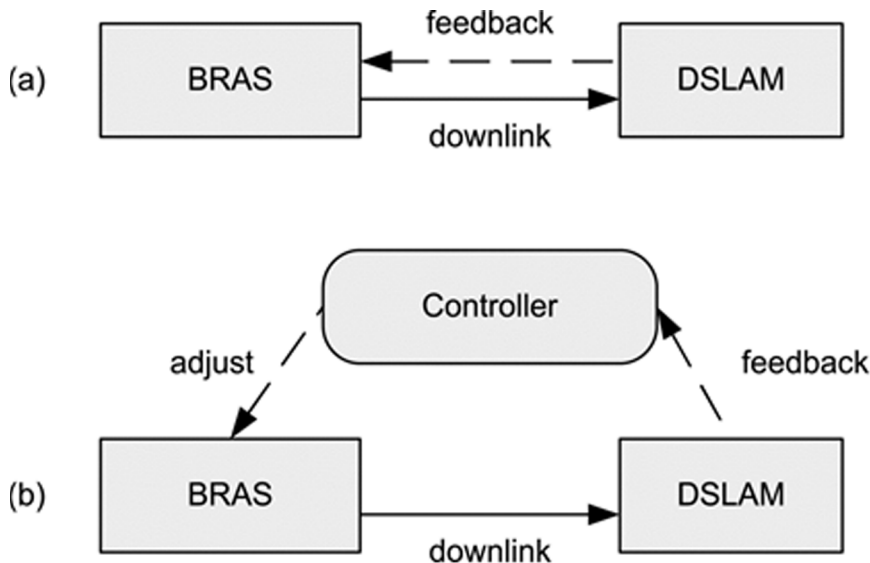 feedback
(a)
BRAS
DSLAM
downlink
Controller
adjust
feedback
(b)
BRAS
DSLAM
downlink